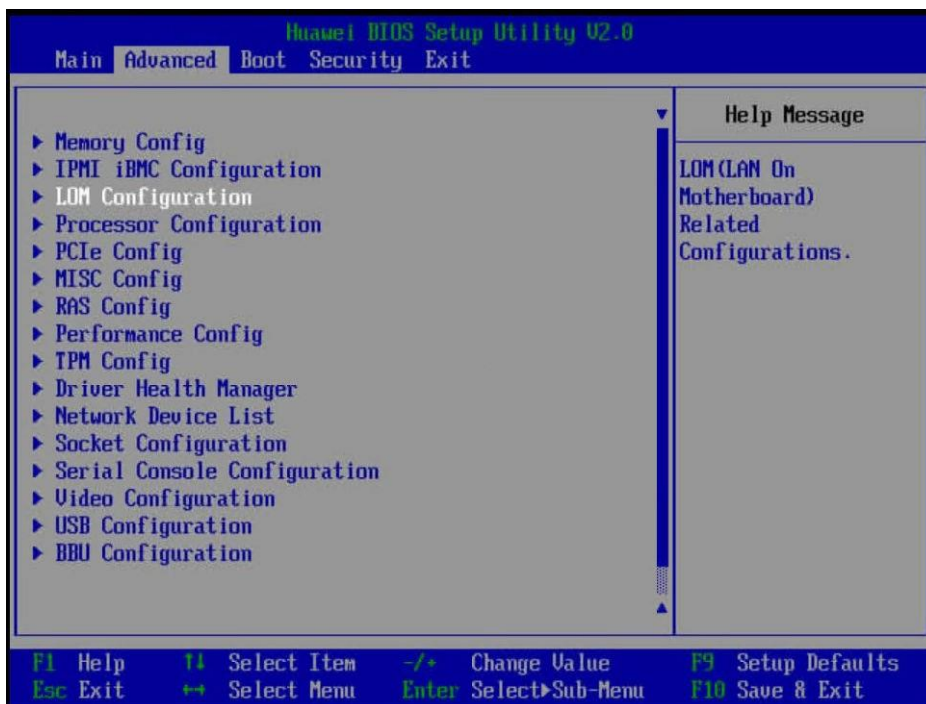 Huawei BIOS Setup Utility V2.0
Main Advanced Boot Security Exit
Help Message
▶ Memory Config
▶ IPMI iBMC Configuration
▶ LOM Configuration
▶ Processor Configuration
▶ PCIe Config
▶ MISC Config
▶ RAS Config
▶ Performance Config
▶ TPM Config
▶ Driver Health Manager
▶ Network Device List
▶ Socket Configuration
▶ Serial Console Configuration
▶ Video Configuration
▶ USB Configuration
▶ BBU Configuration
LOM(LAN On
Motherboard)
Related
Configurations.
F1 Help ↑↓ Select Item -/+ Change Value F9 Setup Defaults
Esc Exit ↔ Select Menu Enter Select▶Sub-Menu F10 Save & Exit